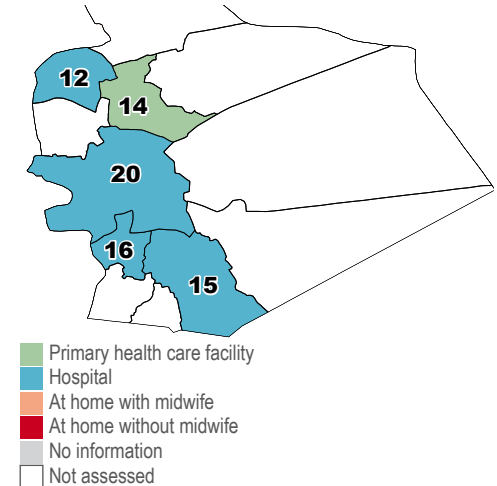 12
14
20
16
15
Primary health care facility
Hospital
At home with midwife
At home without midwife
No information
Not assessed